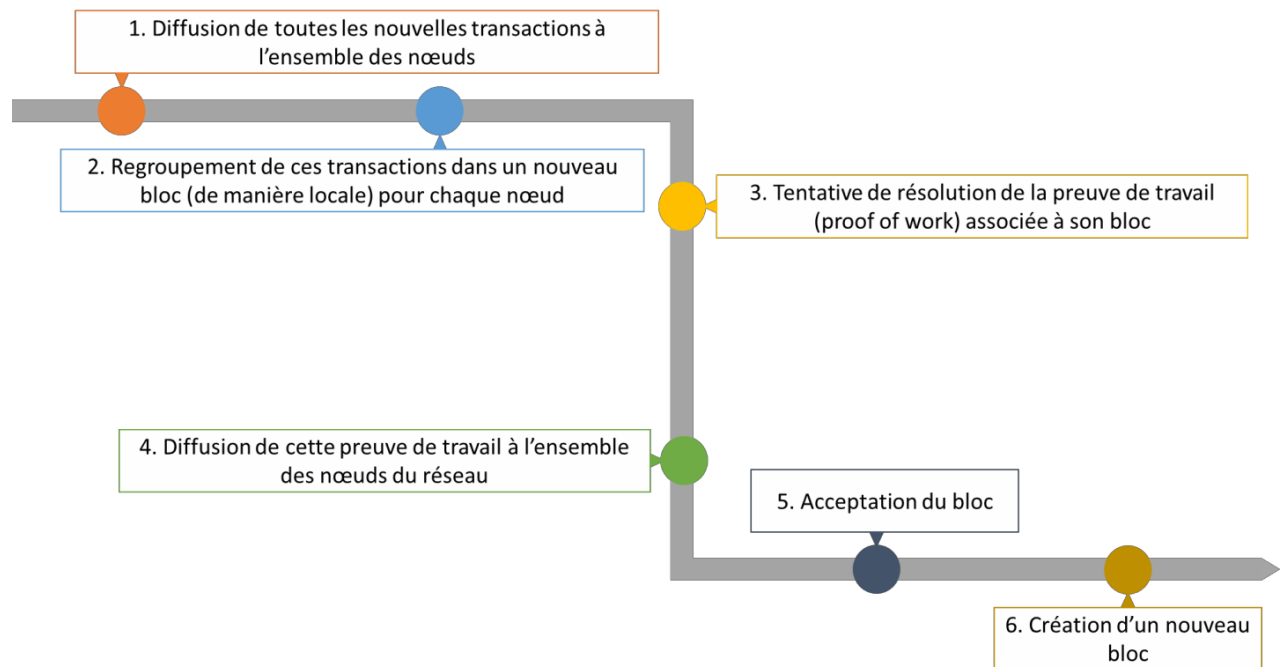 1. Diffusion de toutes les nouvelles transactions à
l'ensemble des nœuds
2. Regroupement de ces transactions dans un nouveau
bloc (de manière locale) pour chaque nœud
3. Tentative de résolution de la preuve de travail
(proof of work) associée à son bloc
4. Diffusion de cette preuve de travail à l'ensemble
des nœuds du réseau
5. Acceptation du bloc
6. Création d'un nouveau
bloc